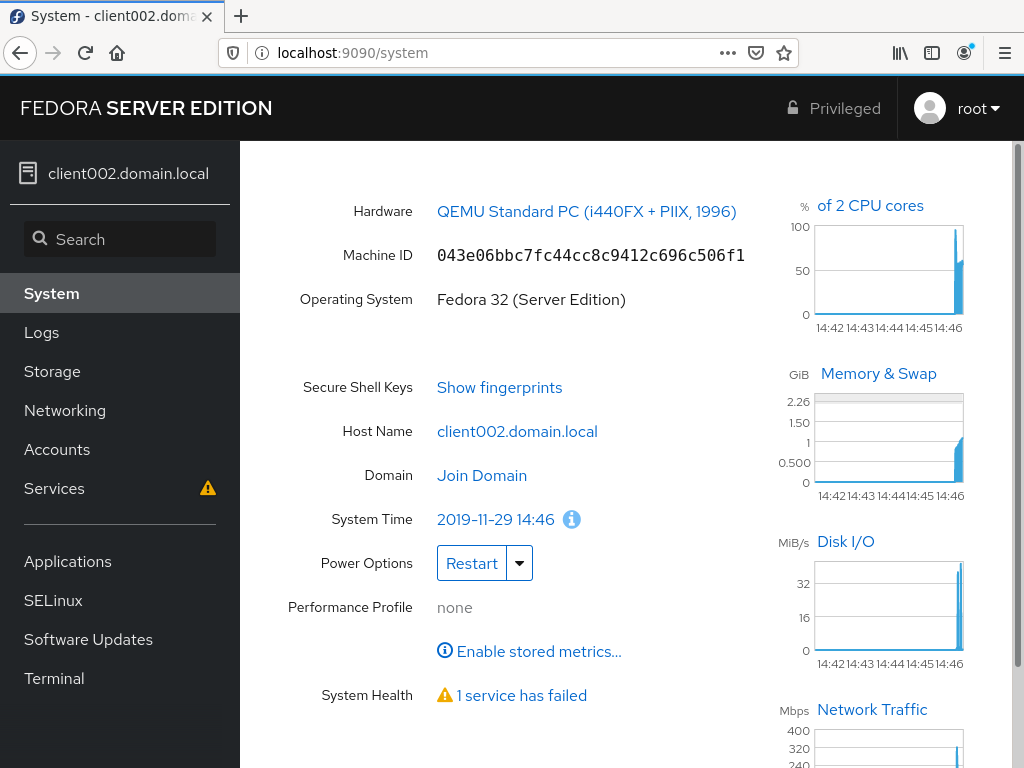 System - client002.doma
localhost:9090/system
FEDORA SERVER EDITION
Privileged
root
client002.domain.local
Search
System
Logs
Storage
Networking
Accounts
Services
Applications
SELinux
Software Updates
Terminal
Hardware QEMU Standard PC (i440FX + PIIX, 1996)
Machine ID 043e06bbc7fc44cc8c9412c696c506f1
Operating System Fedora 32 (Server Edition)
Secure Shell Keys Show fingerprints
Host Name client002.domain.local
Domain Join Domain
System Time 2019-11-29 14:46
Power Options Restart
Performance Profile none
Enable stored metrics...
System Health 1 service has failed
% of 2 CPU cores
100
50
0
14:42 14:43 14:44 14:45 14:46
GiB Memory & Swap
2.26
1.50
1
0.500
0
14:42 14:43 14:44 14:45 14:46
MiB/s Disk I/O
32
16
0
14:42 14:43 14:44 14:45 14:46
Mbps Network Traffic
400
320
240